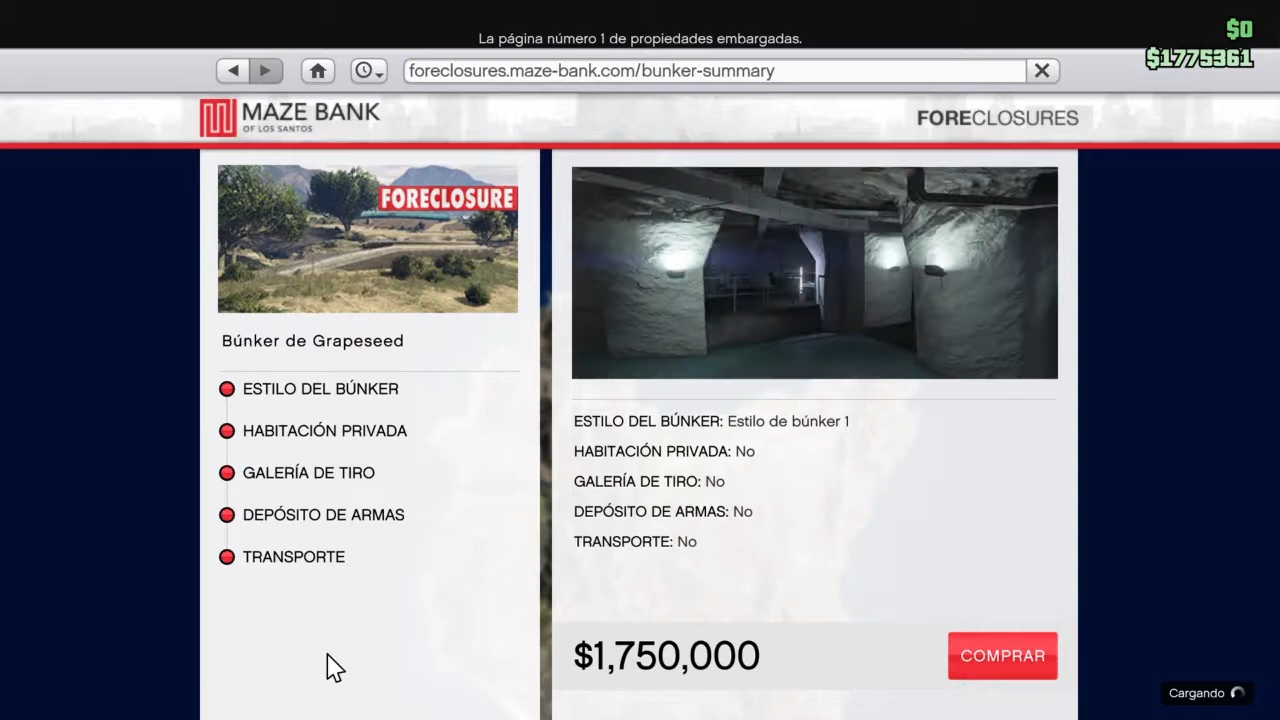 La página número 1 de propiedades embargadas.
$0
$1775361
foreclosures.maze-bank.com/bunker-summary
MAZE BANK
OF LOS SANTOS
FORECLOSURES
FORECLOSURE
Búnker de Grapeseed
ESTILO DEL BÚNKER
HABITACIÓN PRIVADA
GALERÍA DE TIRO
DEPÓSITO DE ARMAS
TRANSPORTE
ESTILO DEL BÚNKER: Estilo de búnker 1
HABITACIÓN PRIVADA: No
GALERÍA DE TIRO: No
DEPÓSITO DE ARMAS: No
TRANSPORTE: No
$1,750,000
COMPRAR
Cargando